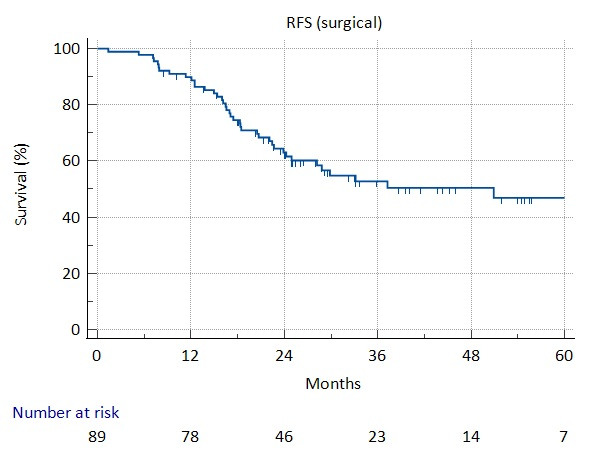 RFS (surgical)
100
80
60
40
20
0
Survival (%)
0 12 24 36 48 60
Months
Number at risk
89 78 46 23 14 7